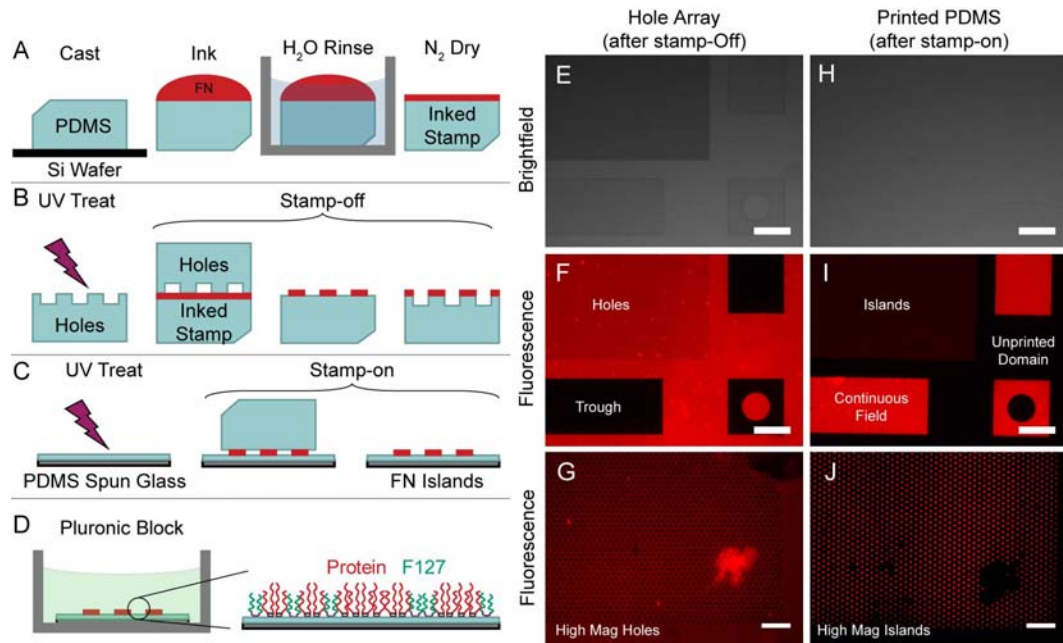 A
Cast
Ink
H₂O Rinse
N₂ Dry
FN
PDMS
Inked
Stamp
Si Wafer
B
UV Treat
Stamp-off
Holes
Holes
Inked
Stamp
C
UV Treat
Stamp-on
PDMS Spun Glass
FN Islands
D
Pluronic Block
Protein F127
Hole Array
(after stamp-Off)
Printed PDMS
(after stamp-on)
Brightfield
E
H
Fluorescence
F
Holes
Trough
I
Islands
Unprinted
Domain
Continuous
Field
Fluorescence
G
High Mag Holes
J
High Mag Islands